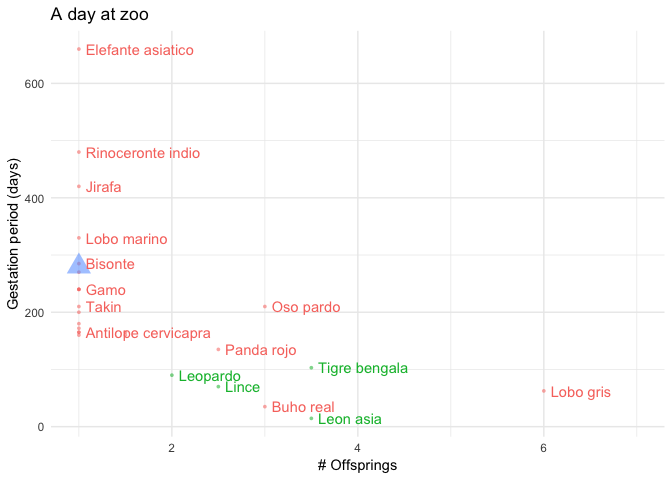 A day at zoo
Elefante asiatico
600
Rinoceronte indio
Jirafa
400
Lobo marino
Bisonte
Gamo
Takin
Oso pardo
200
Antilope cervicapra
Panda rojo
Tigre bengala
Leopardo
Lince
Lobo gris
Buho real
Leon asia
0
2
4
6
# Offsprings
Gestation period (days)